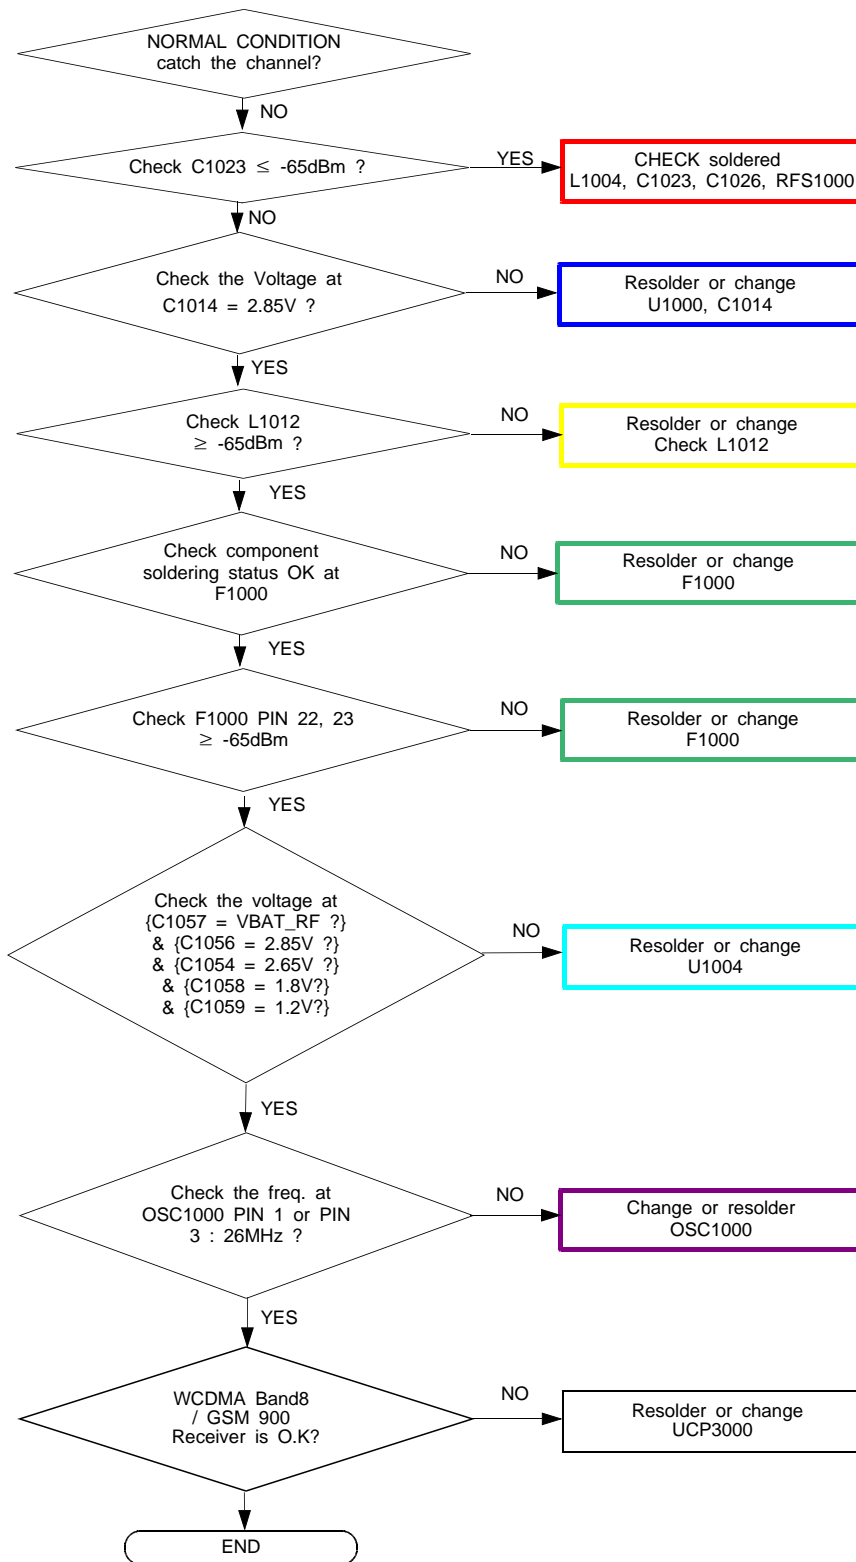 NORMAL CONDITION
catch the channel?
NO
Check C1023 ≤ -65dBm ?
YES
CHECK soldered
L1004, C1023, C1026, RFS1000
NO
Check the Voltage at
C1014 = 2.85V ?
NO
Resolder or change
U1000, C1014
YES
Check L1012
≥ -65dBm ?
NO
Resolder or change
Check L1012
YES
Check component
soldering status OK at
F1000
NO
Resolder or change
F1000
YES
Check F1000 PIN 22, 23
≥ -65dBm
NO
Resolder or change
F1000
YES
Check the voltage at
{C1057 = VBAT_RF ?}
& {C1056 = 2.85V ?}
& {C1054 = 2.65V ?}
& {C1058 = 1.8V?}
& {C1059 = 1.2V?}
NO
Resolder or change
U1004
YES
Check the freq. at
OSC1000 PIN 1 or PIN
3 : 26MHz ?
NO
Change or resolder
OSC1000
YES
WCDMA Band8
/ GSM 900
Receiver is O.K?
NO
Resolder or change
UCP3000
END